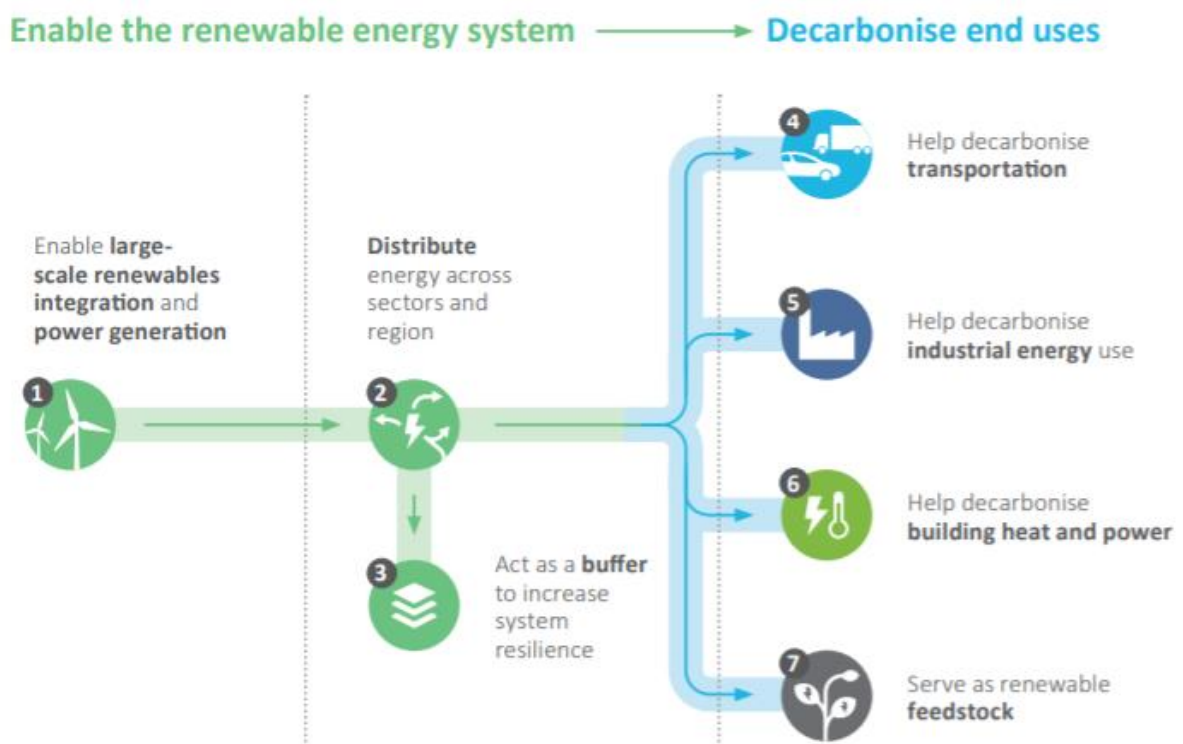 Enable the renewable energy system
Decarbonise end uses
1
Enable large-
scale renewables
integration and
power generation
2
Distribute
energy across
sectors and
region
3
Act as a buffer
to increase
system
resilience
4
Help decarbonise
transportation
5
Help decarbonise
industrial energy use
6
Help decarbonise
building heat and power
7
Serve as renewable
feedstock